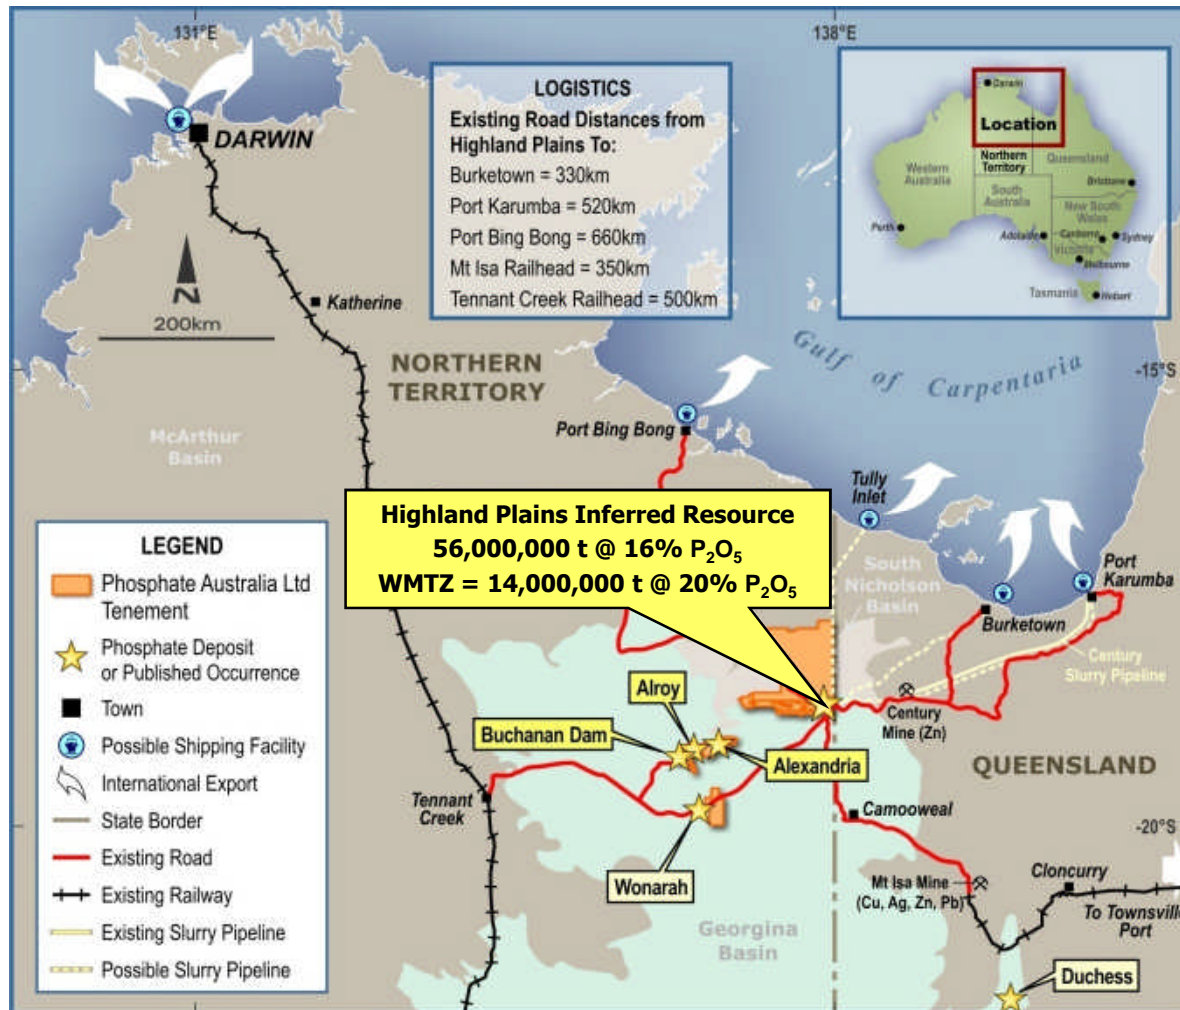 131°E
138°E
DARWIN
LOGISTICS
Existing Road Distances from
Highland Plains To:
Burketown = 330km
Port Karumba = 520km
Port Bing Bong = 660km
Mt Isa Railhead = 350km
Tennant Creek Railhead = 500km
Darwin
Location
Western
Australia
Northern
Territory
Queensland
South
Australia
Brisbane
New South
Wales
Perth
Adelaide
Canberra
Sydney
Victoria
Melbourne
Tasmania
Hobart
N
200km
Katherine
NORTHERN
TERRITORY
Gulf of Carpentaria
-15°S
McArthur
Basin
Port Bing Bong
Tully
Inlet
Highland Plains Inferred Resource
56,000,000 t @ 16% P₂O₅
WMTZ = 14,000,000 t @ 20% P₂O₅
South
Nicholson
Basin
Port
Karumba
Burketown
Century
Slurry Pipeline
LEGEND
Phosphate Australia Ltd
Tenement
Phosphate Deposit
or Published Occurrence
Town
Possible Shipping Facility
International Export
State Border
Existing Road
Existing Railway
Existing Slurry Pipeline
Possible Slurry Pipeline
Alroy
Buchanan Dam
Alexandria
Century
Mine (Zn)
QUEENSLAND
Tennant
Creek
Camooweal
-20°S
Wonarah
Mt Isa Mine
(Cu, Ag, Zn, Pb)
Cloncurry
To Townsville
Port
Georgina
Basin
Duchess